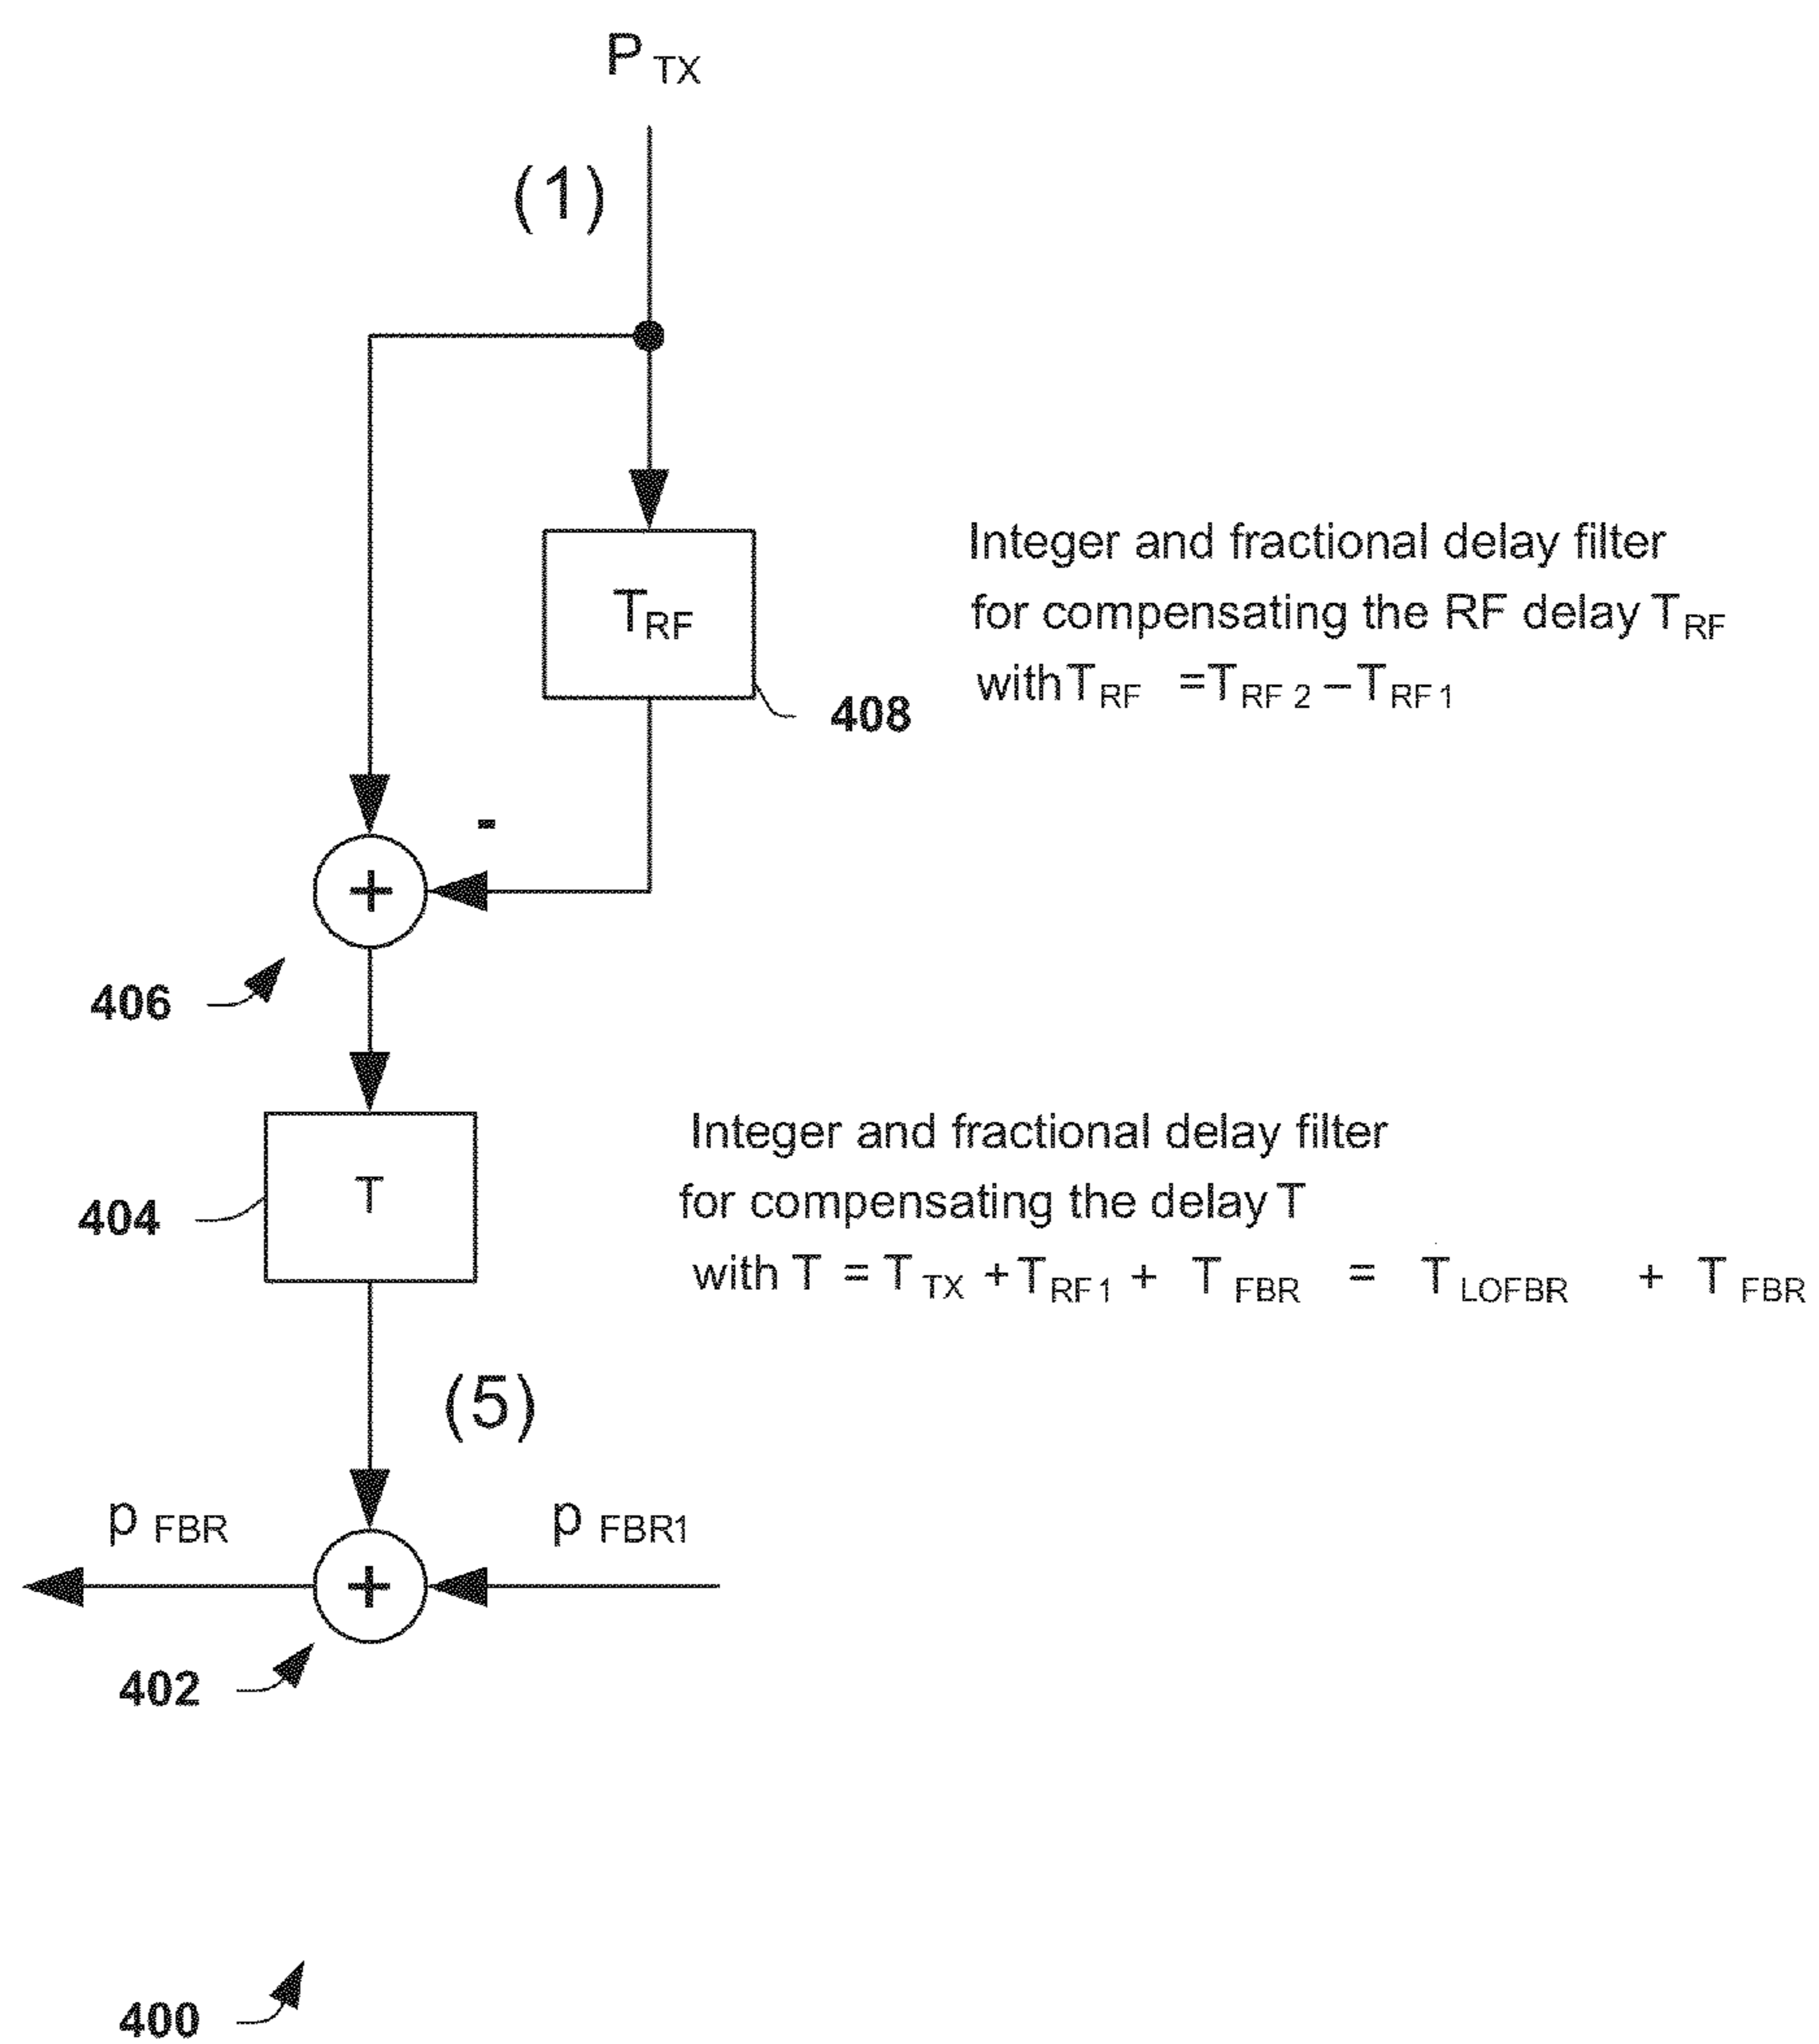 P TX
(1)
Integer and fractional delay filter
T RF
for compensating the RF delay T RF
with T RF = T RF 2 – T RF 1
408
-
+
406
Integer and fractional delay filter
T
for compensating the delay T
404
with T = T TX + T RF 1 + T FBR = T LOFBR + T FBR
(5)
p FBR
p FBR1
+
402
400